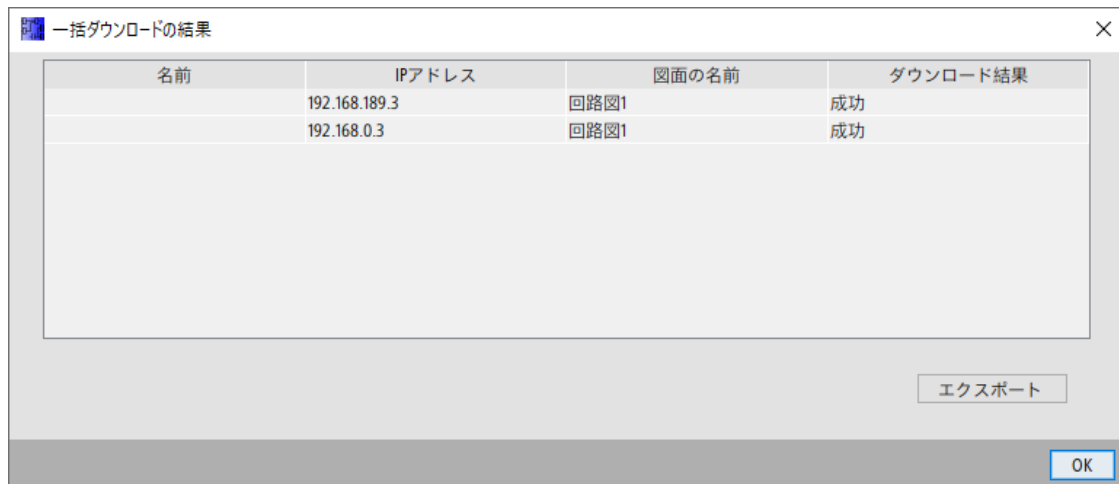 一括ダウンロードの結果
名前 IPアドレス 図面の名前 ダウンロード結果
192.168.189.3 回路図1 成功
192.168.0.3 回路図1 成功
エクスポート
OK